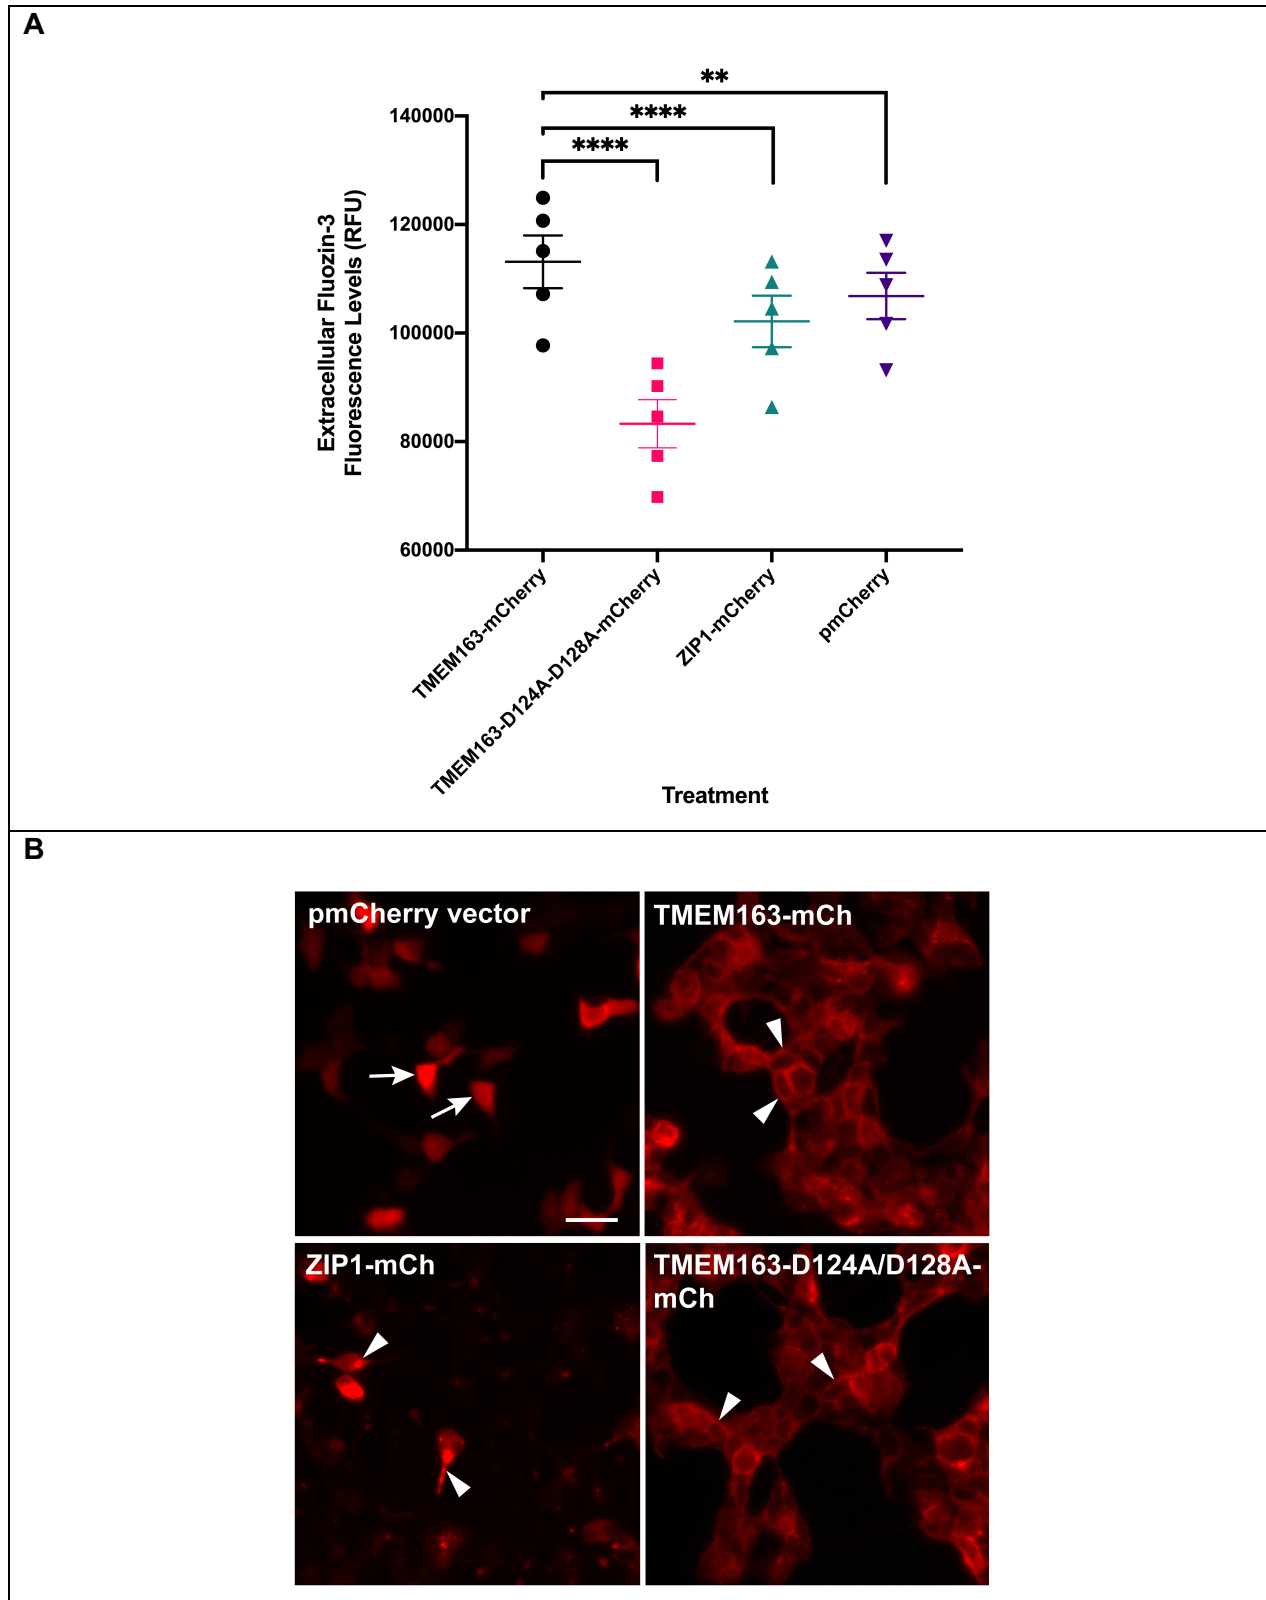 A
**
****
****
140000
120000
100000
80000
60000
Extracellular Fluozin-3
Fluorescence Levels (RFU)
TMEM163-mCherry
TMEM163-D124A-D128A-mCherry
ZIP1-mCherry
pmCherry
Treatment
B
pmCherry vector
TMEM163-mCh
ZIP1-mCh
TMEM163-D124A/D128A-
mCh